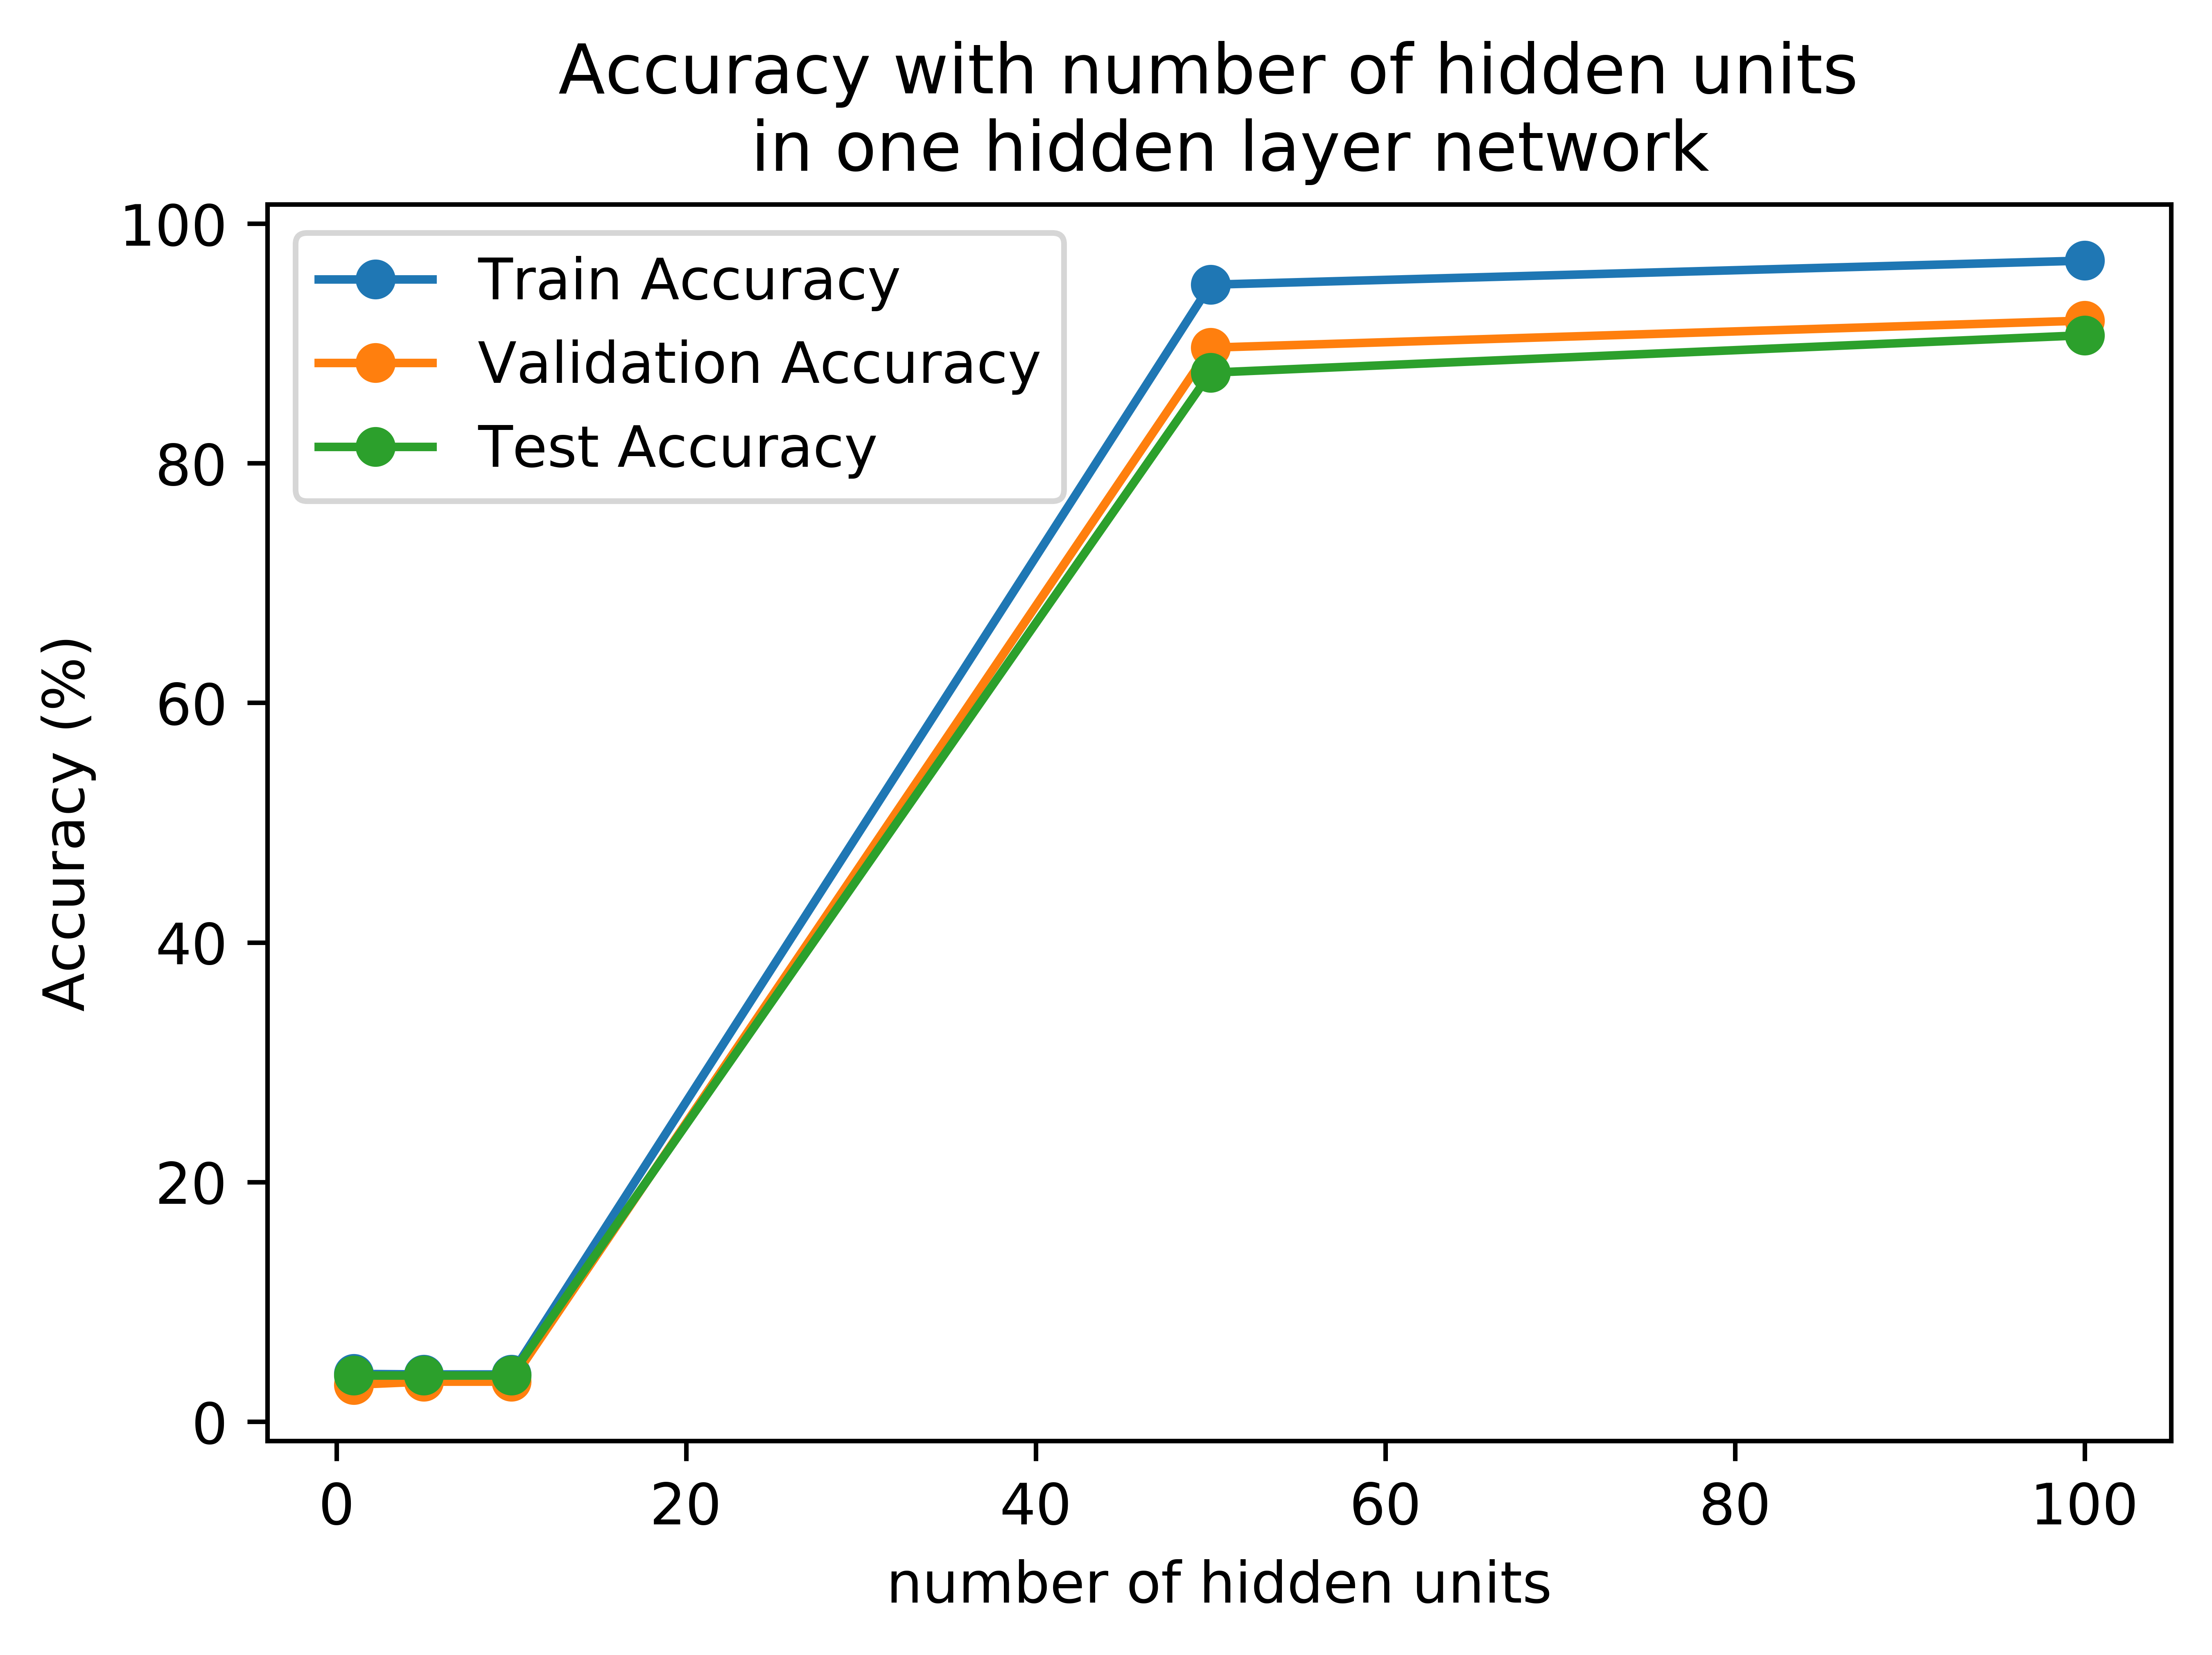 Accuracy with number of hidden units
in one hidden layer network
100
80
60
40
20
0
Accuracy (%)
Train Accuracy
Validation Accuracy
Test Accuracy
0 20 40 60 80 100
number of hidden units